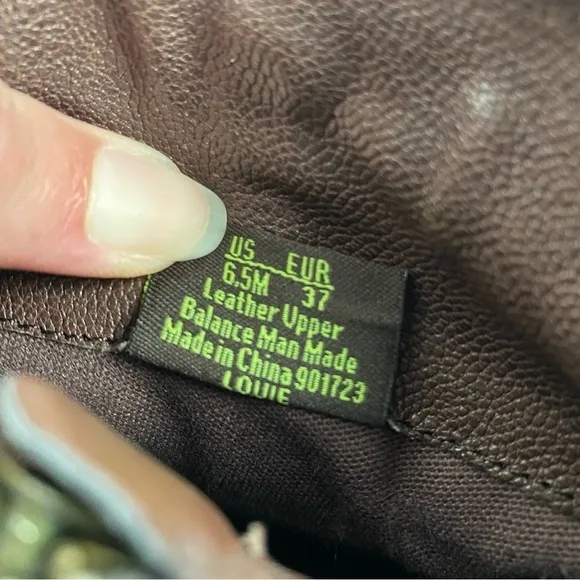 US EUR
6.5M 37
Leather Upper
Balance Man Made
Made in China 901723
LOUIE